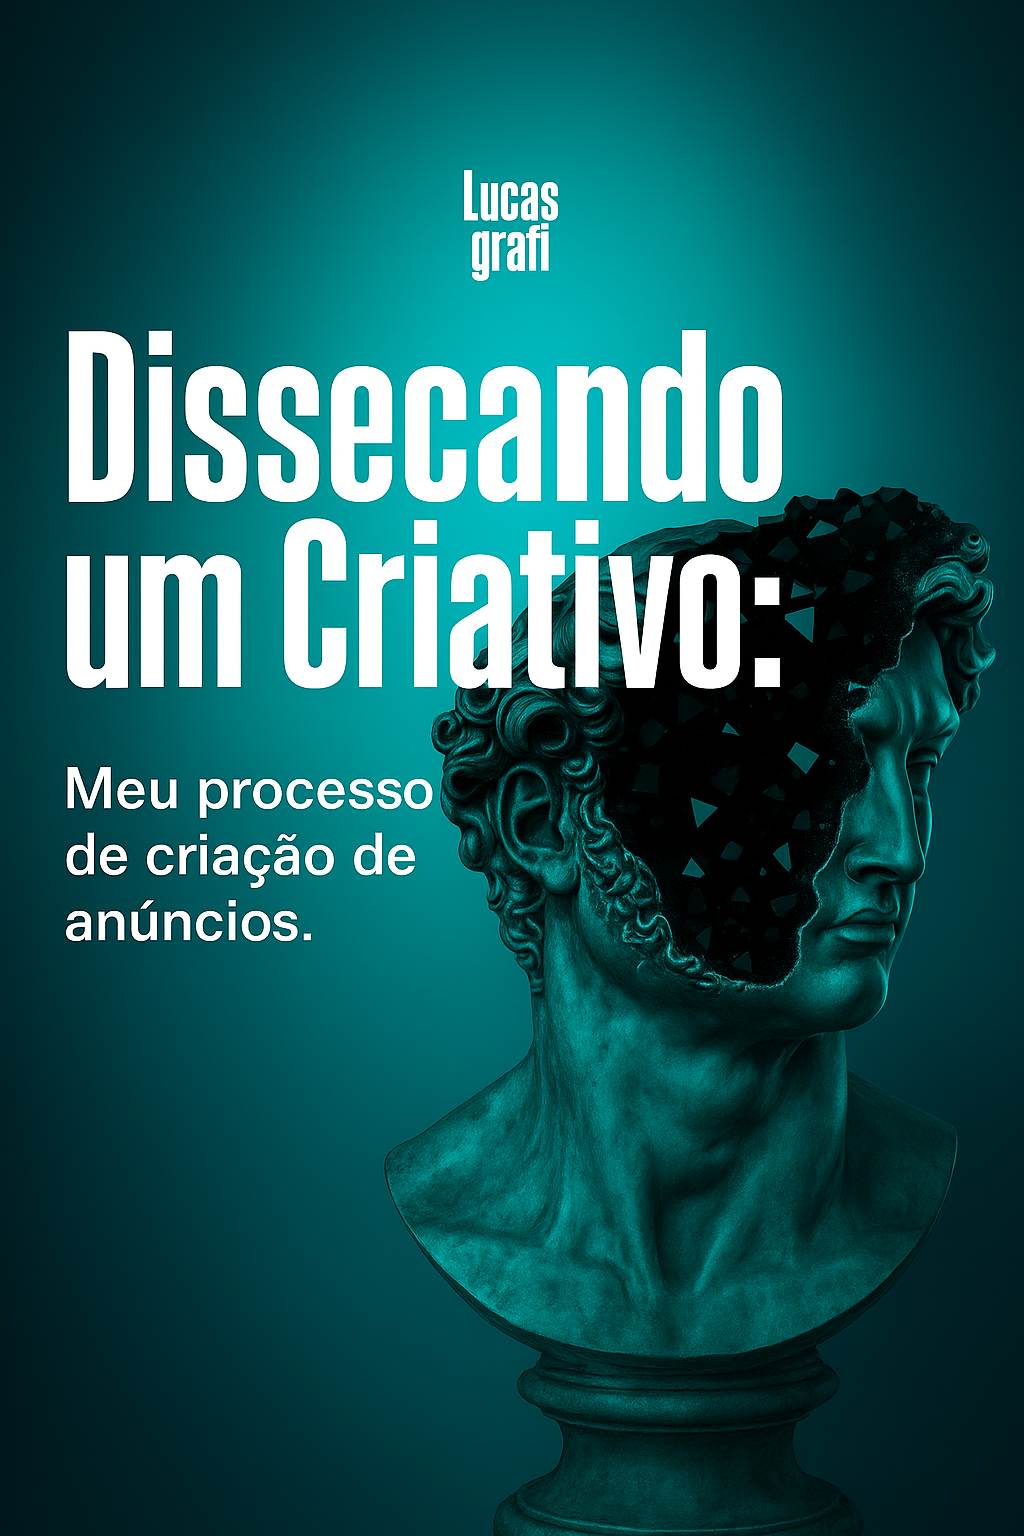 Lucas
grafi
Dissecando
um Criativo:
Meu processo
de criação de
anúncios.